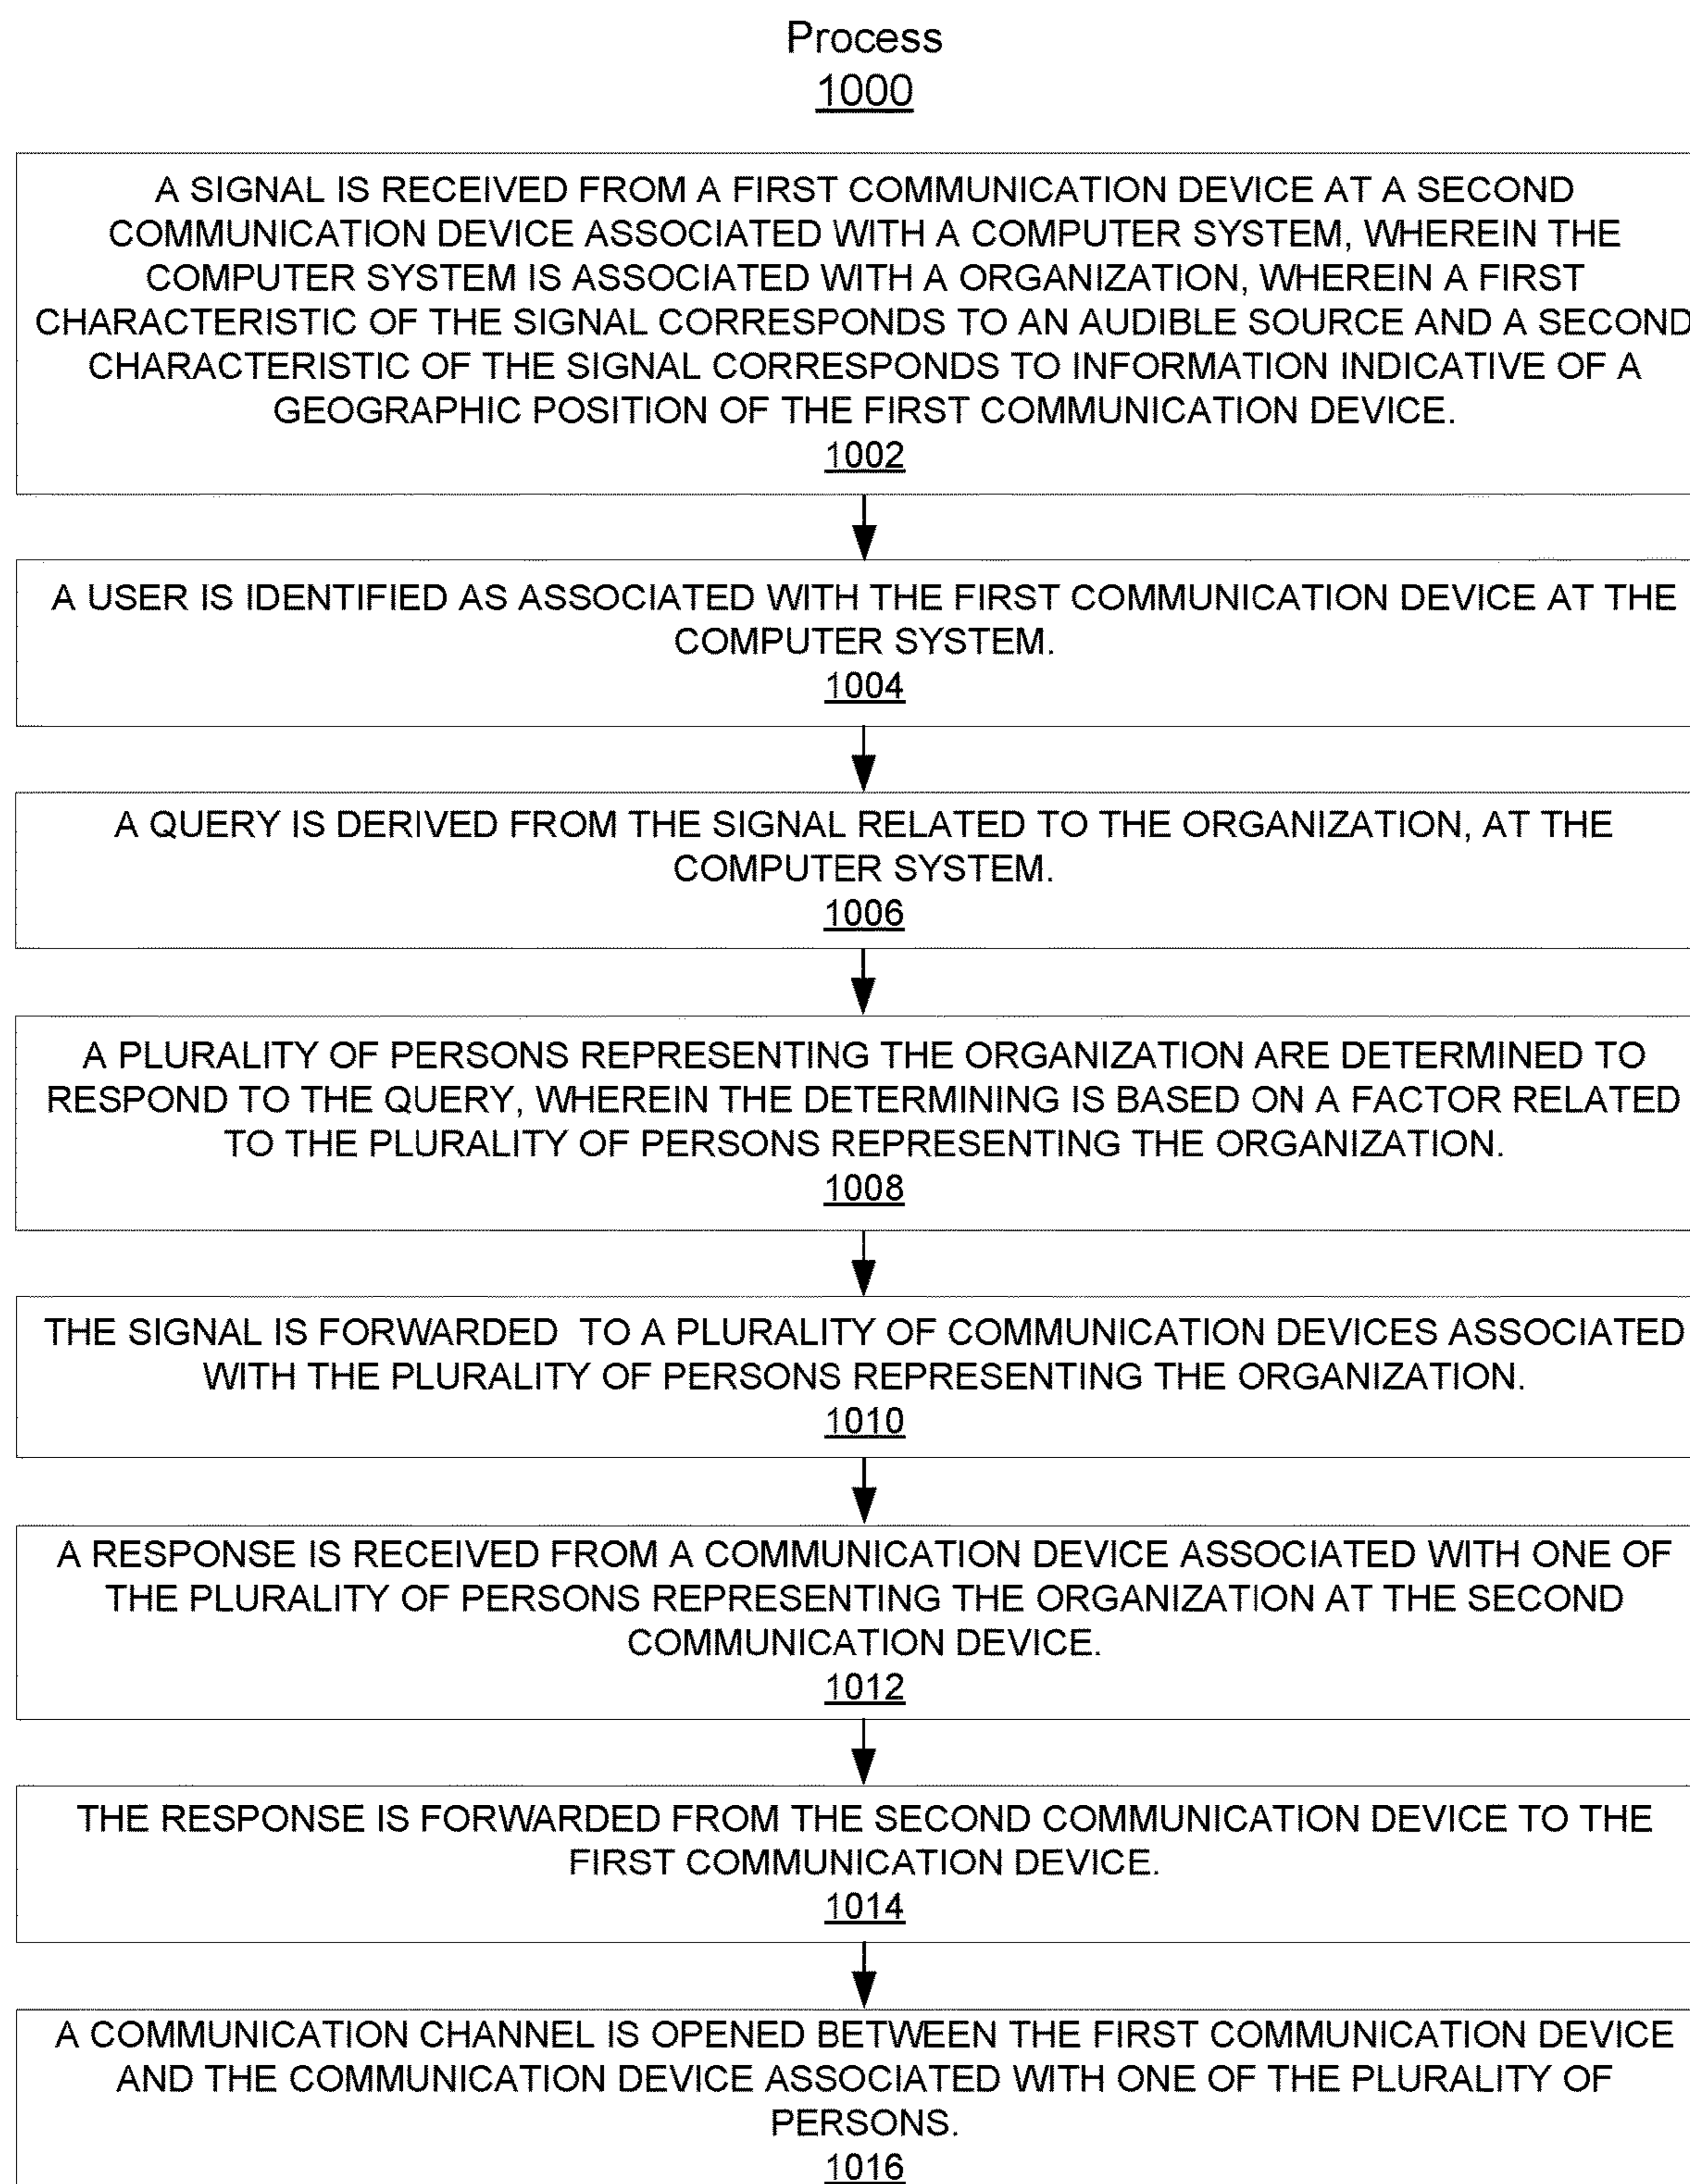 Process
1000
A SIGNAL IS RECEIVED FROM A FIRST COMMUNICATION DEVICE AT A SECOND
COMMUNICATION DEVICE ASSOCIATED WITH A COMPUTER SYSTEM, WHEREIN THE
COMPUTER SYSTEM IS ASSOCIATED WITH A ORGANIZATION, WHEREIN A FIRST
CHARACTERISTIC OF THE SIGNAL CORRESPONDS TO AN AUDIBLE SOURCE AND A SECOND
CHARACTERISTIC OF THE SIGNAL CORRESPONDS TO INFORMATION INDICATIVE OF A
GEOGRAPHIC POSITION OF THE FIRST COMMUNICATION DEVICE.
1002
A USER IS IDENTIFIED AS ASSOCIATED WITH THE FIRST COMMUNICATION DEVICE AT THE
COMPUTER SYSTEM.
1004
A QUERY IS DERIVED FROM THE SIGNAL RELATED TO THE ORGANIZATION, AT THE
COMPUTER SYSTEM.
1006
A PLURALITY OF PERSONS REPRESENTING THE ORGANIZATION ARE DETERMINED TO
RESPOND TO THE QUERY, WHEREIN THE DETERMINING IS BASED ON A FACTOR RELATED
TO THE PLURALITY OF PERSONS REPRESENTING THE ORGANIZATION.
1008
THE SIGNAL IS FORWARDED TO A PLURALITY OF COMMUNICATION DEVICES ASSOCIATED
WITH THE PLURALITY OF PERSONS REPRESENTING THE ORGANIZATION.
1010
A RESPONSE IS RECEIVED FROM A COMMUNICATION DEVICE ASSOCIATED WITH ONE OF
THE PLURALITY OF PERSONS REPRESENTING THE ORGANIZATION AT THE SECOND
COMMUNICATION DEVICE.
1012
THE RESPONSE IS FORWARDED FROM THE SECOND COMMUNICATION DEVICE TO THE
FIRST COMMUNICATION DEVICE.
1014
A COMMUNICATION CHANNEL IS OPENED BETWEEN THE FIRST COMMUNICATION DEVICE
AND THE COMMUNICATION DEVICE ASSOCIATED WITH ONE OF THE PLURALITY OF
PERSONS.
1016